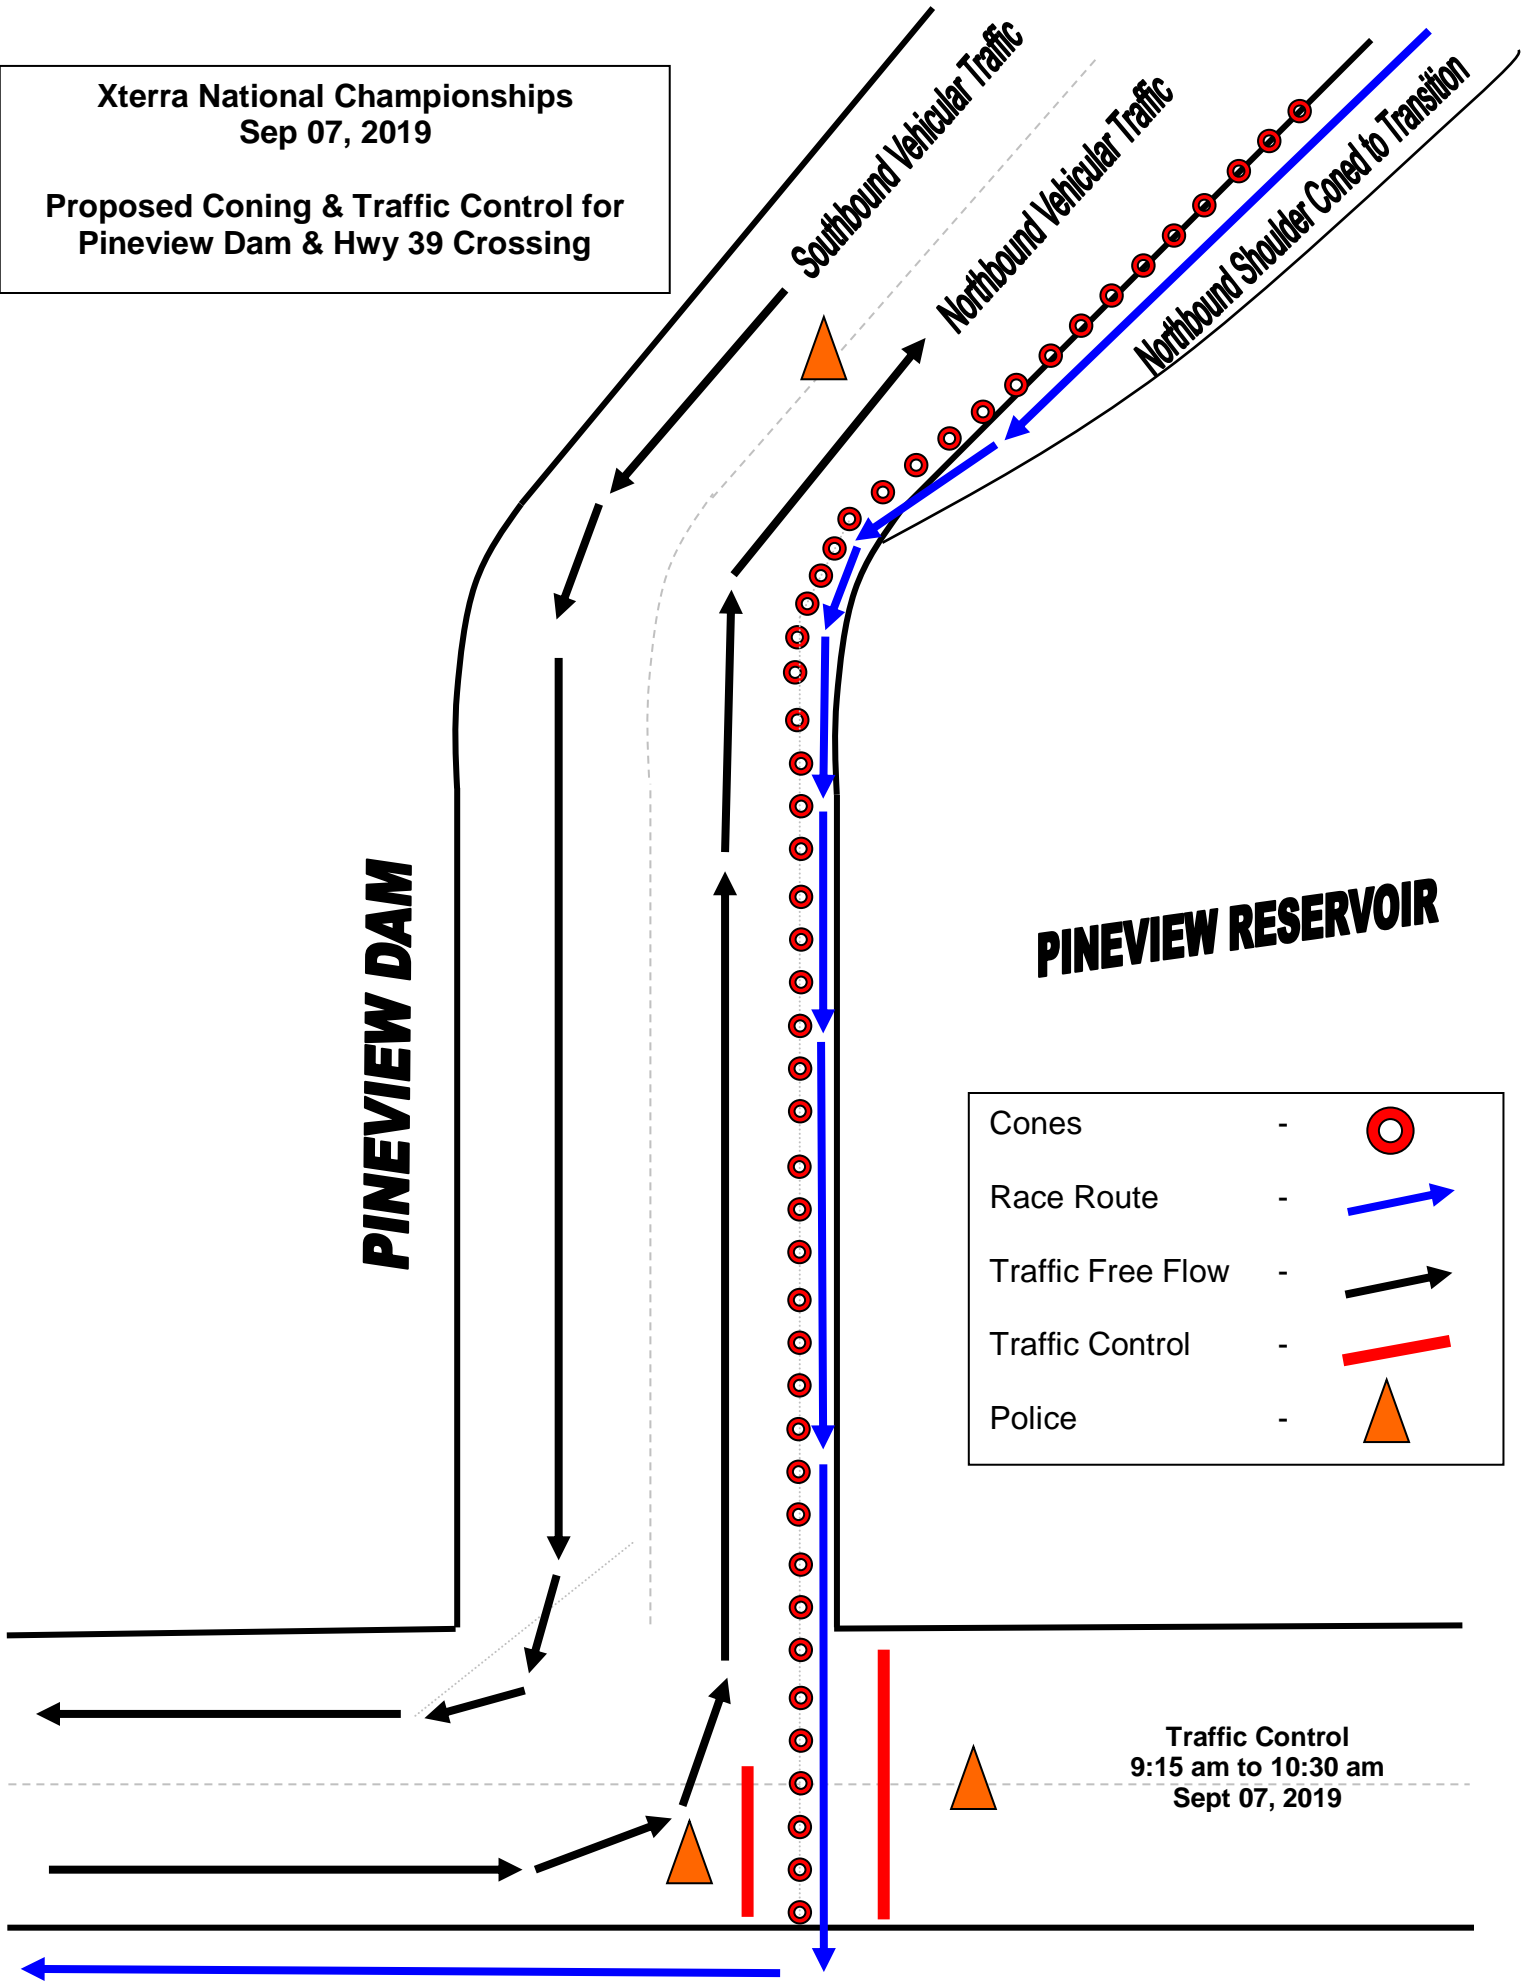 Xterra National Championships
Sep 07, 2019
Proposed Coning & Traffic Control for
Pineview Dam & Hwy 39 Crossing
Southbound Vehicular Traffic
Northbound Vehicular Traffic
Northbound Shoulder Coned to Transition
PINEVIEW DAM
PINEVIEW RESERVOIR
Cones -
Race Route -
Traffic Free Flow -
Traffic Control -
Police -
Traffic Control
9:15 am to 10:30 am
Sept 07, 2019